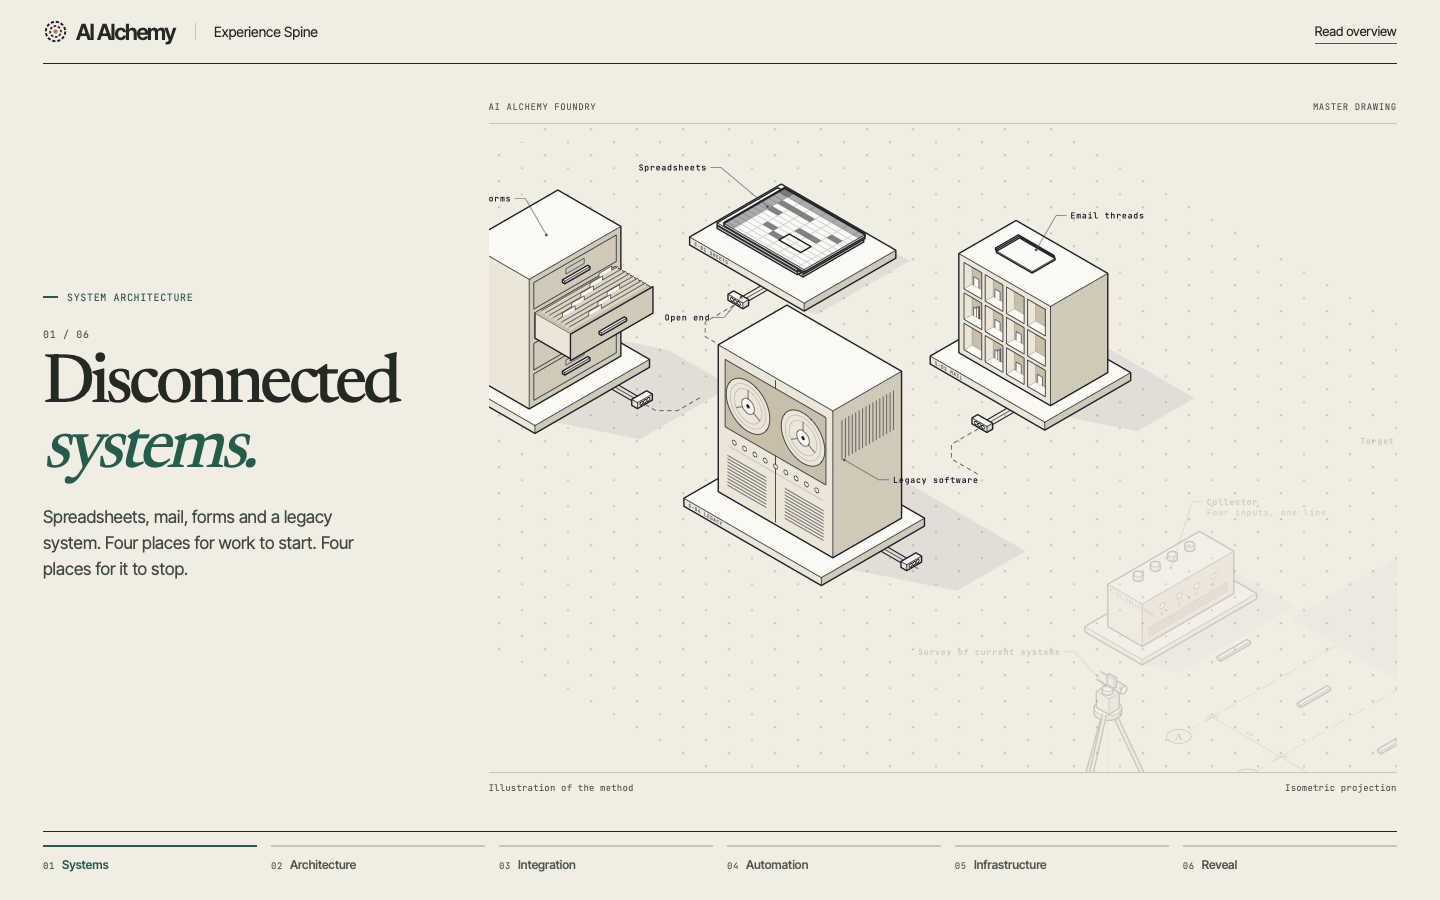 AI Alchemy
Experience Spine
Read overview
AI ALCHEMY FOUNDRY
MASTER DRAWING
Spreadsheets
orms
Email threads
Open end
Legacy software
Target
Collector
Four inputs, one line
Survey of current systems
A
SYSTEM ARCHITECTURE
01 / 06
Disconnected
systems.
Spreadsheets, mail, forms and a legacy
system. Four places for work to start. Four
places for it to stop.
Illustration of the method
Isometric projection
01 Systems
02 Architecture
03 Integration
04 Automation
05 Infrastructure
06 Reveal